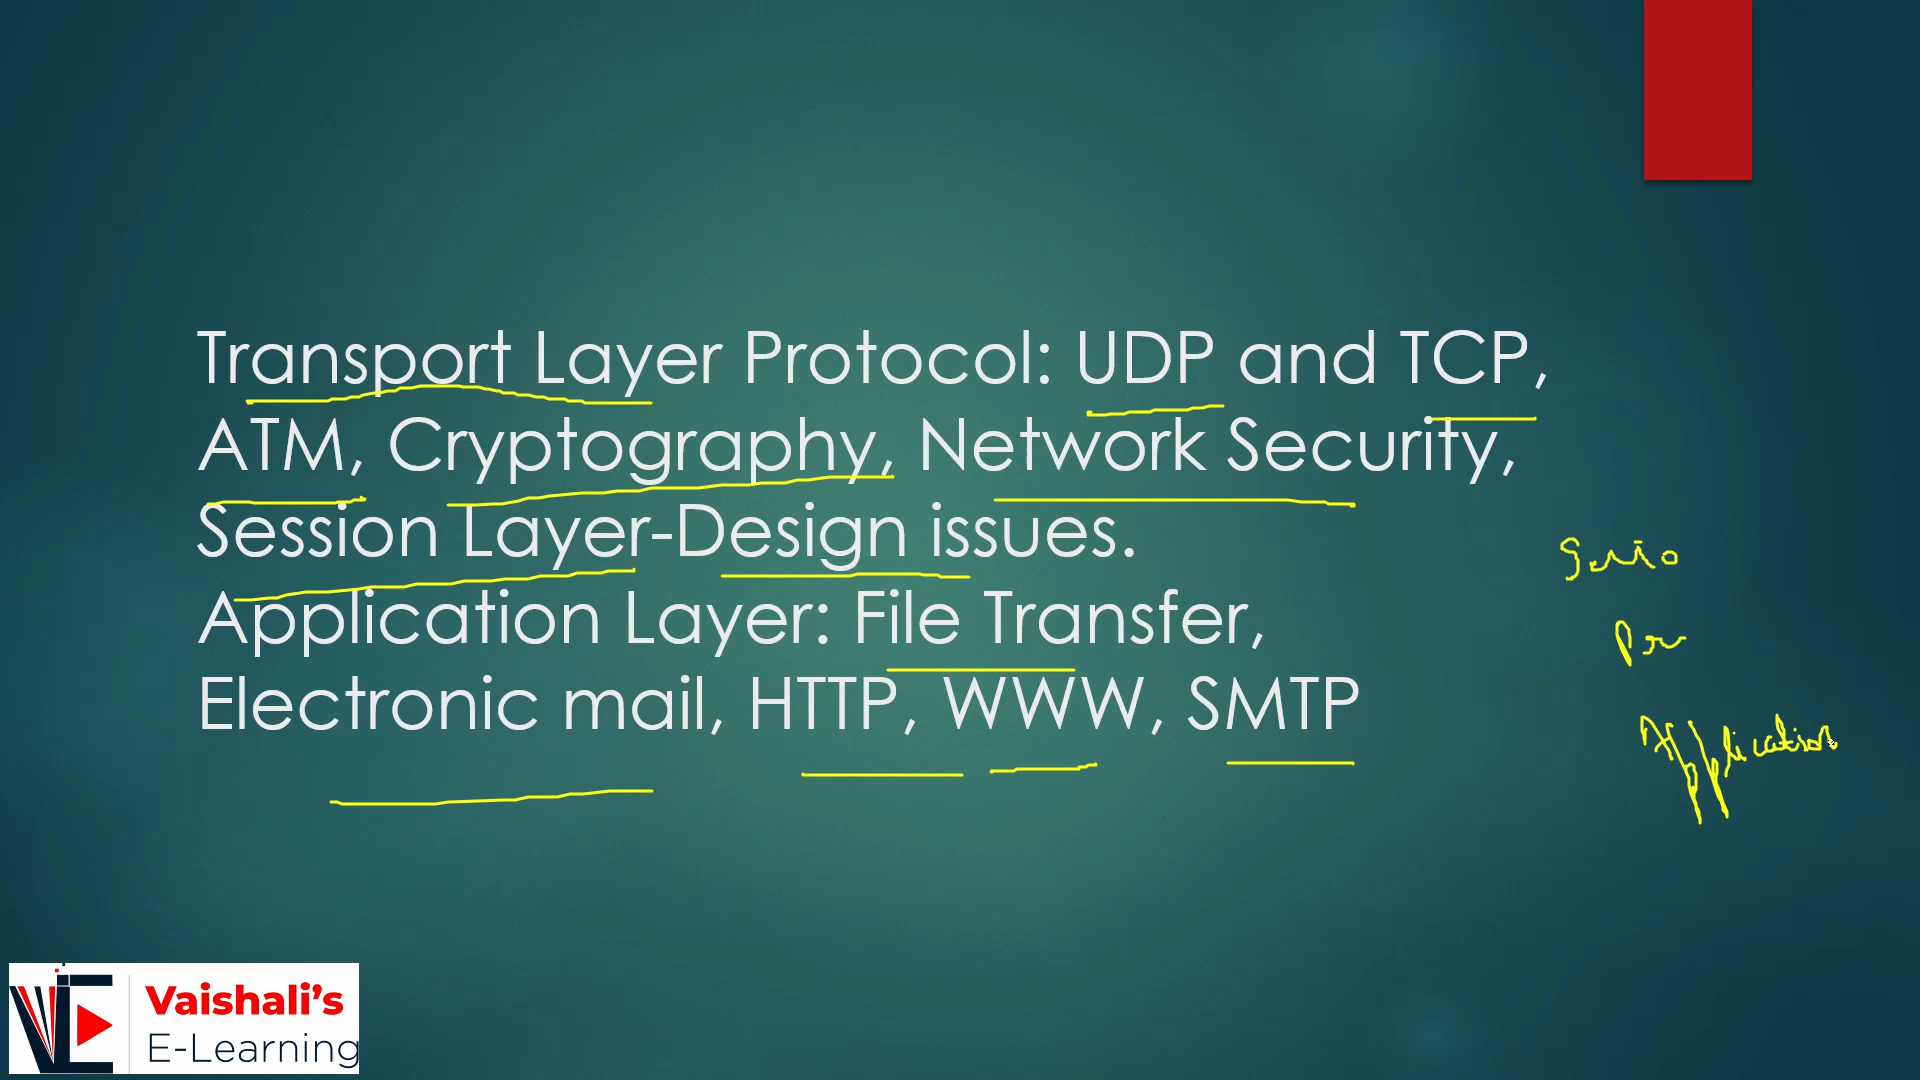 Transport Layer Protocol: UDP and TCP,
ATM, Cryptography, Network Security,
Session Layer-Design issues.
Application Layer: File Transfer,
Electronic mail, HTTP, WWW, SMTP
Application
Vaishali's
E-Learning